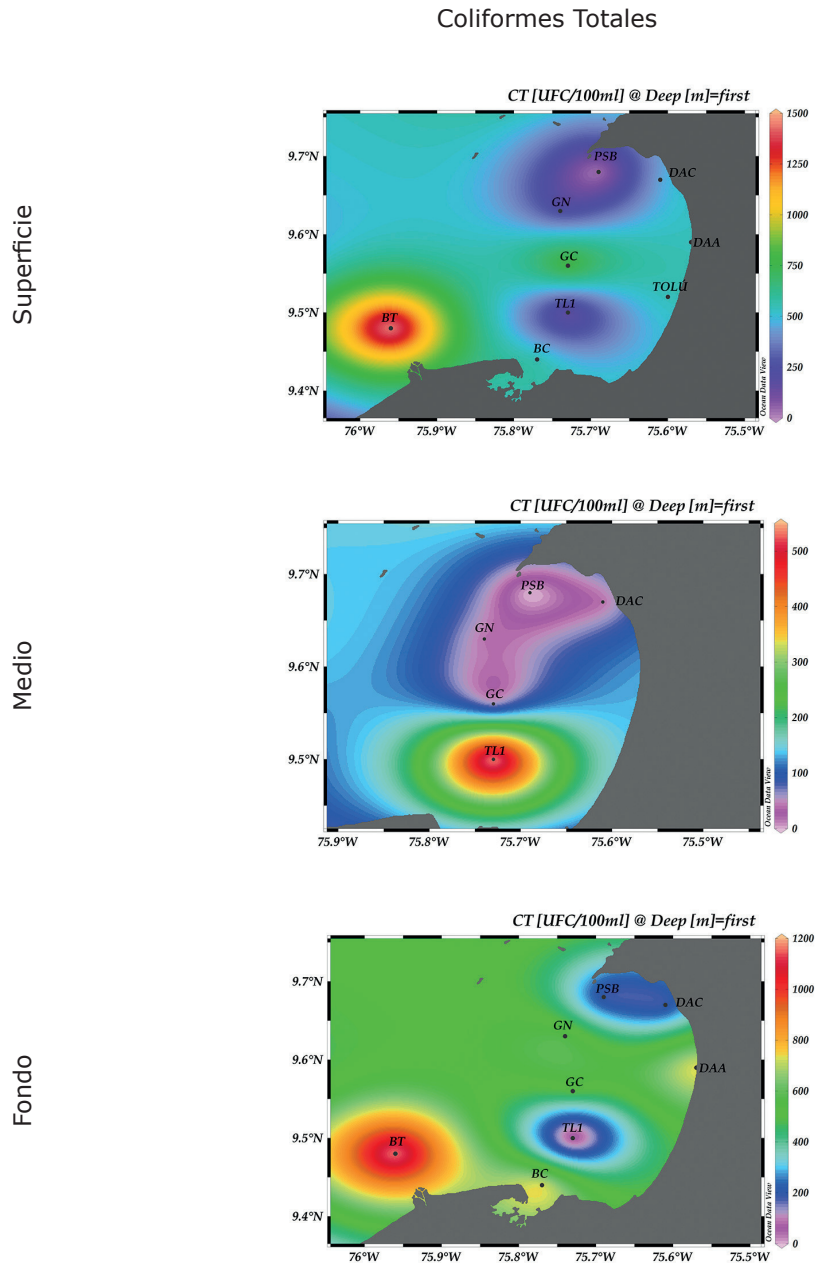 Coliformes Totales
Superficie
CT [UFC/100ml] @ Deep [m]=first
1500
1250
1000
750
500
250
0
9.7°N
9.6°N
9.5°N
9.4°N
PSB
DAC
GN
DAA
GC
TOLU
TL1
BT
BC
Ocean Data View
76°W 75.9°W 75.8°W 75.7°W 75.6°W 75.5°W
Medio
CT [UFC/100ml] @ Deep [m]=first
500
400
300
200
100
0
9.7°N
9.6°N
9.5°N
PSB
DAC
GN
GC
TL1
Ocean Data View
75.9°W 75.8°W 75.7°W 75.6°W 75.5°W
Fondo
CT [UFC/100ml] @ Deep [m]=first
1200
1000
800
600
400
200
0
9.7°N
9.6°N
9.5°N
9.4°N
PSB
DAC
GN
DAA
GC
TL1
BT
BC
Ocean Data View
76°W 75.9°W 75.8°W 75.7°W 75.6°W 75.5°W